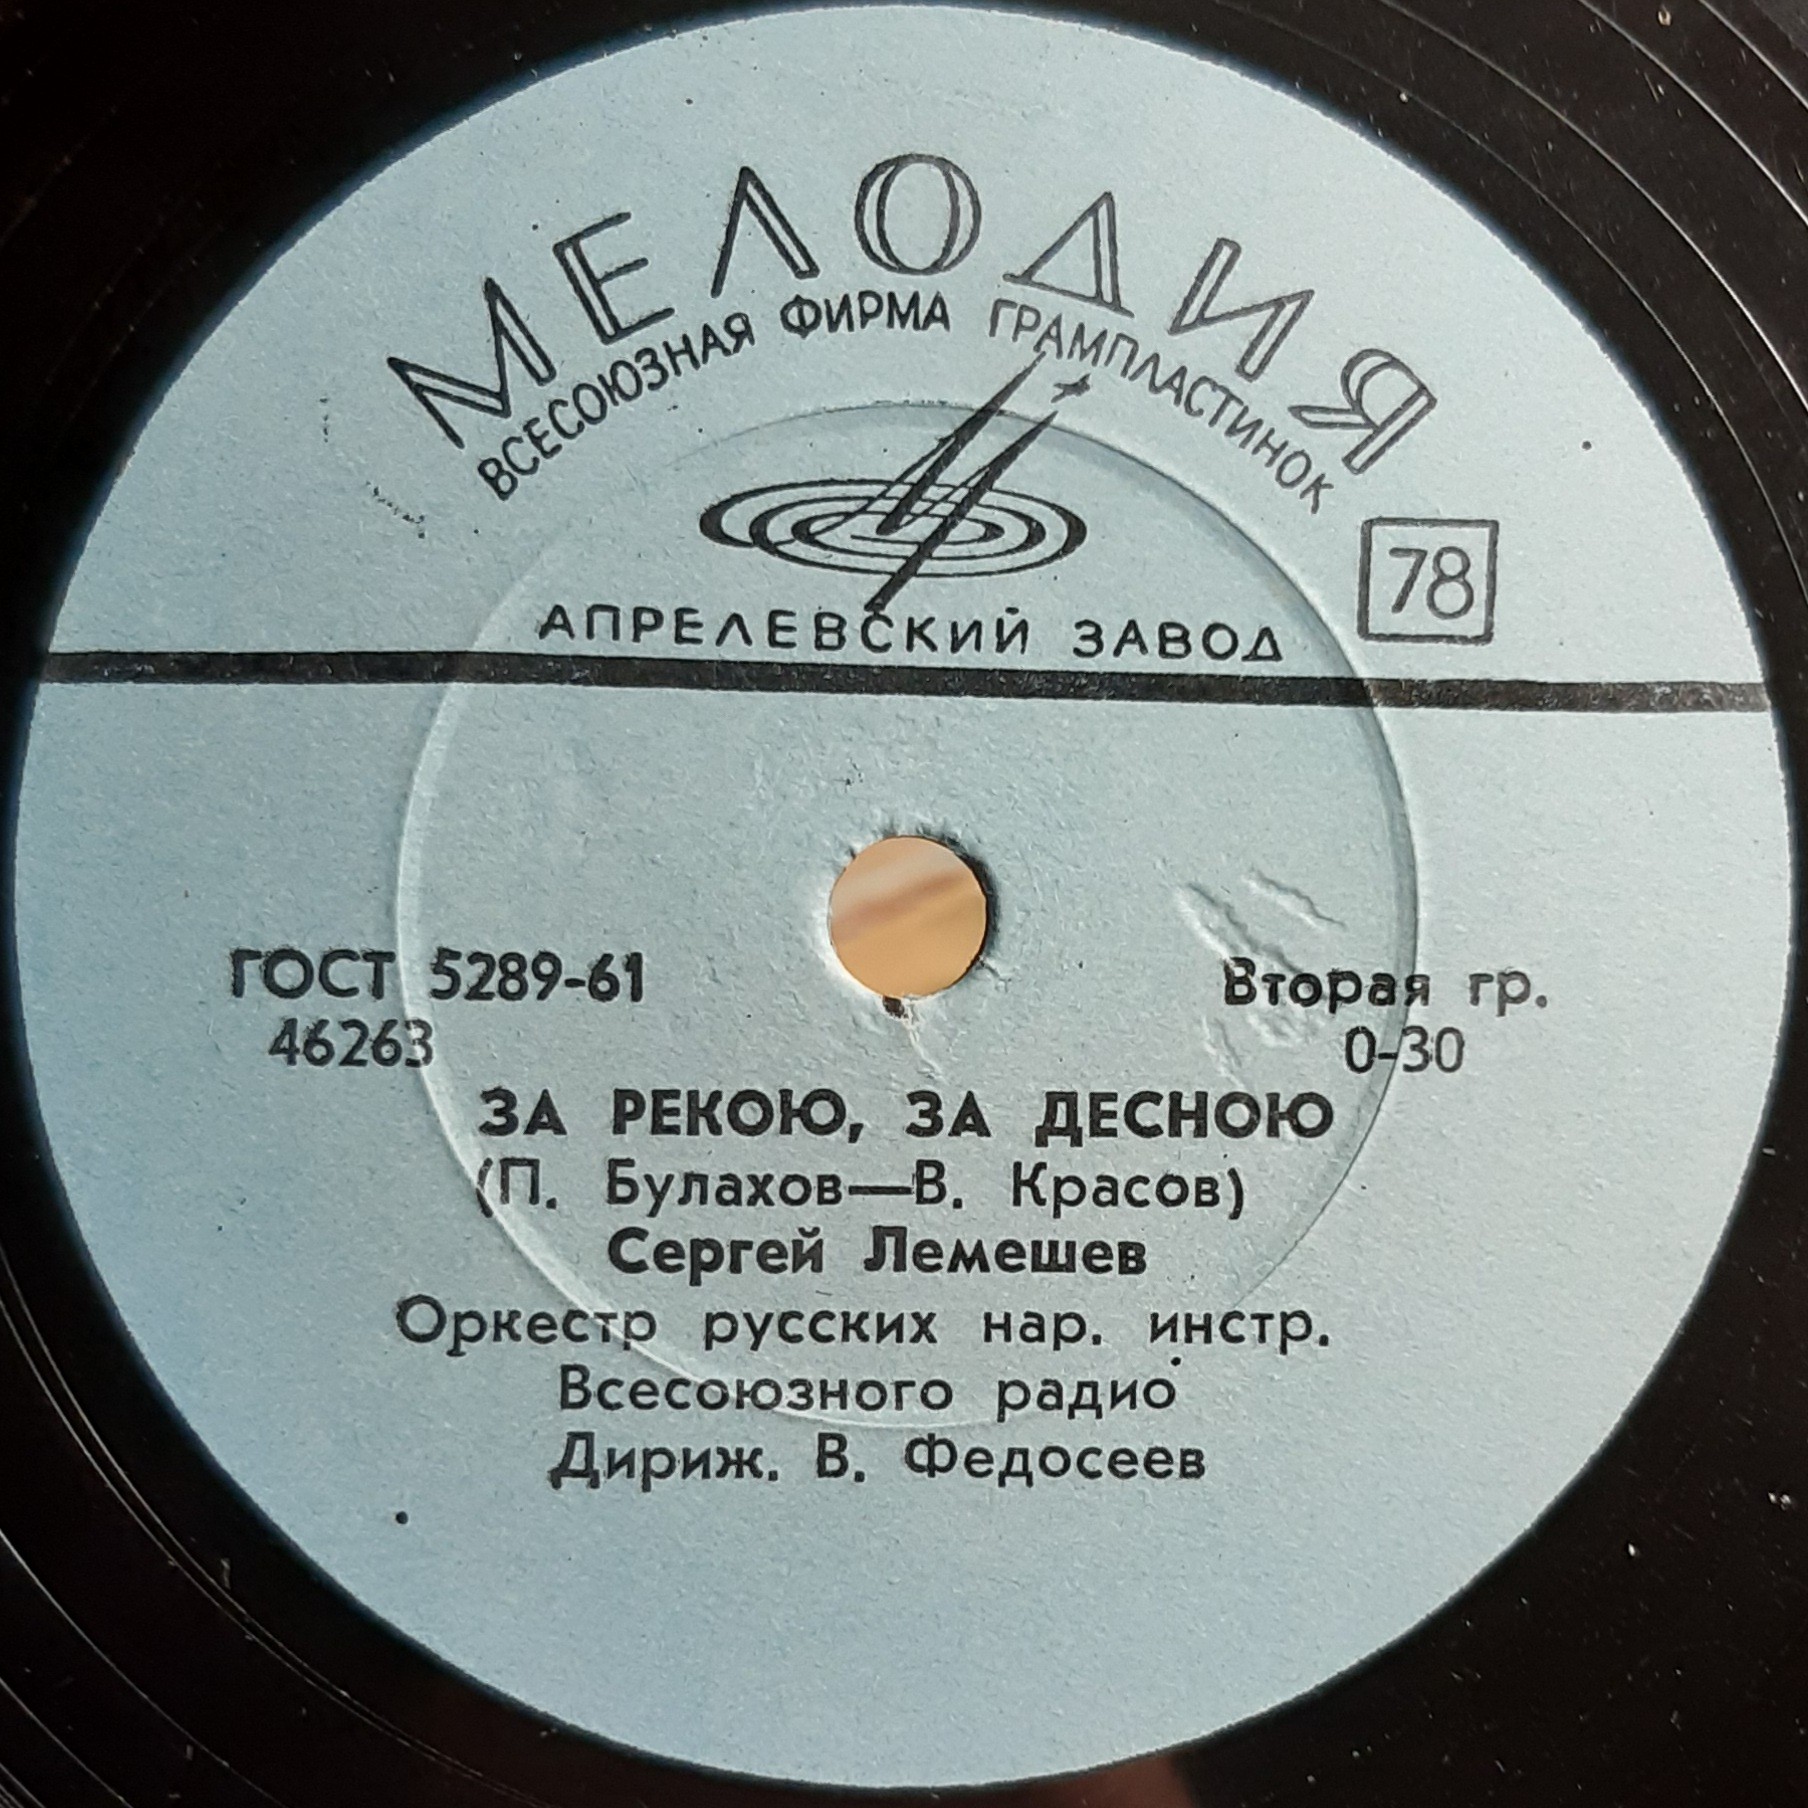 МЕЛОДИЯ
ВСЕСОЮЗНАЯ ФИРМА ГРАМПЛАСТИНОК
78
АПРЕЛЕВСКИЙ ЗАВОД
ГОСТ 5289-61
46263
Вторая гр.
0-30
ЗА РЕКОЮ, ЗА ДЕСНОЮ
(П. Булахов—В. Красов)
Сергей Лемешев
Оркестр русских нар. инстр.
Всесоюзного радио
Дириж. В. Федосеев